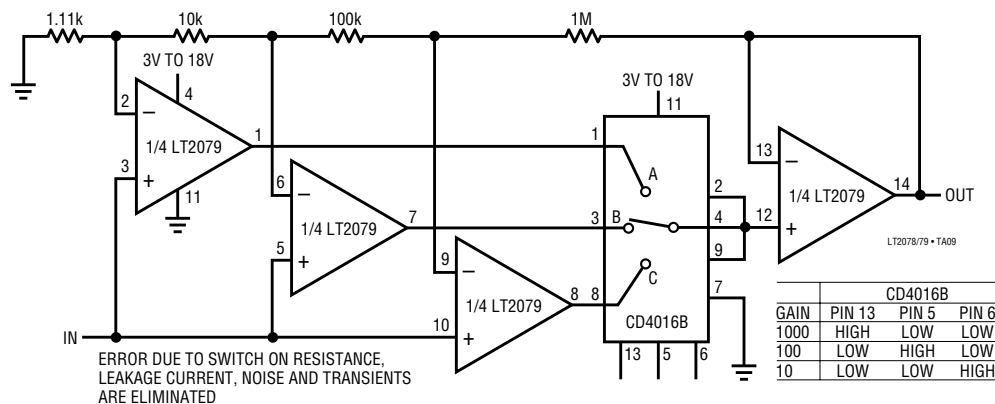 1.11k 10k 100k 1M
3V TO 18V
4
2
1
1/4 LT2079
3
11
6
7
1/4 LT2079
5
9
8
1/4 LT2079
10
IN
3V TO 18V
11
1
A
3
B
8
C
CD4016B
2
4
9
7
13 5 6
13
14
1/4 LT2079
12
OUT
LT2078/79 • TA09
ERROR DUE TO SWITCH ON RESISTANCE,
LEAKAGE CURRENT, NOISE AND TRANSIENTS
ARE ELIMINATED
CD4016B
GAIN PIN 13 PIN 5 PIN 6
1000 HIGH LOW LOW
100 LOW HIGH LOW
10 LOW LOW HIGH